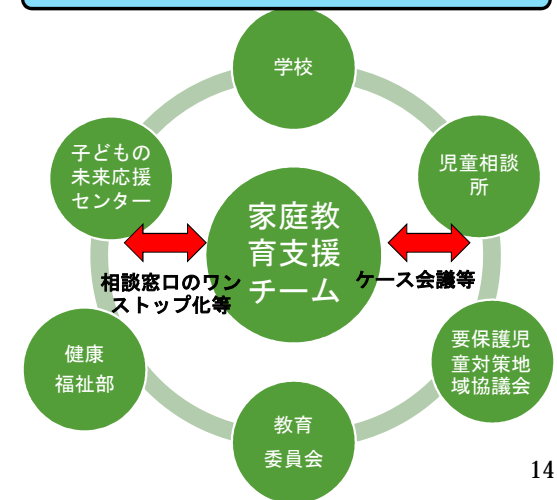 学校
子どもの
未来応援
センター
児童相談
所
家庭教
育支援
チーム
相談窓口のワン
ストップ化等
ケース会議等
健康
福祉部
要保護児
童対策地
域協議会
教育
委員会
14